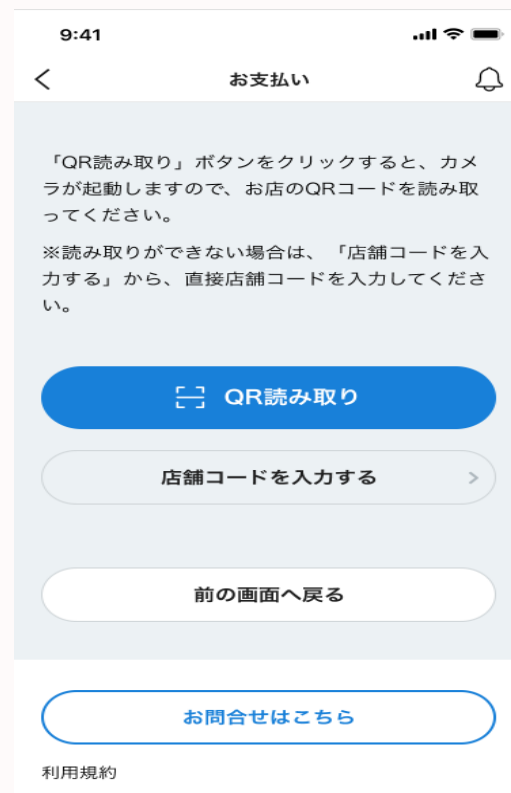 9:41
お支払い
「QR読み取り」ボタンをクリックすると、カメ
ラが起動しますので、お店のQRコードを読み取
ってください。
※読み取りができない場合は、「店舗コードを入
力する」から、直接店舗コードを入力してくださ
い。
QR読み取り
店舗コードを入力する
前の画面へ戻る
お問合せはこちら
利用規約